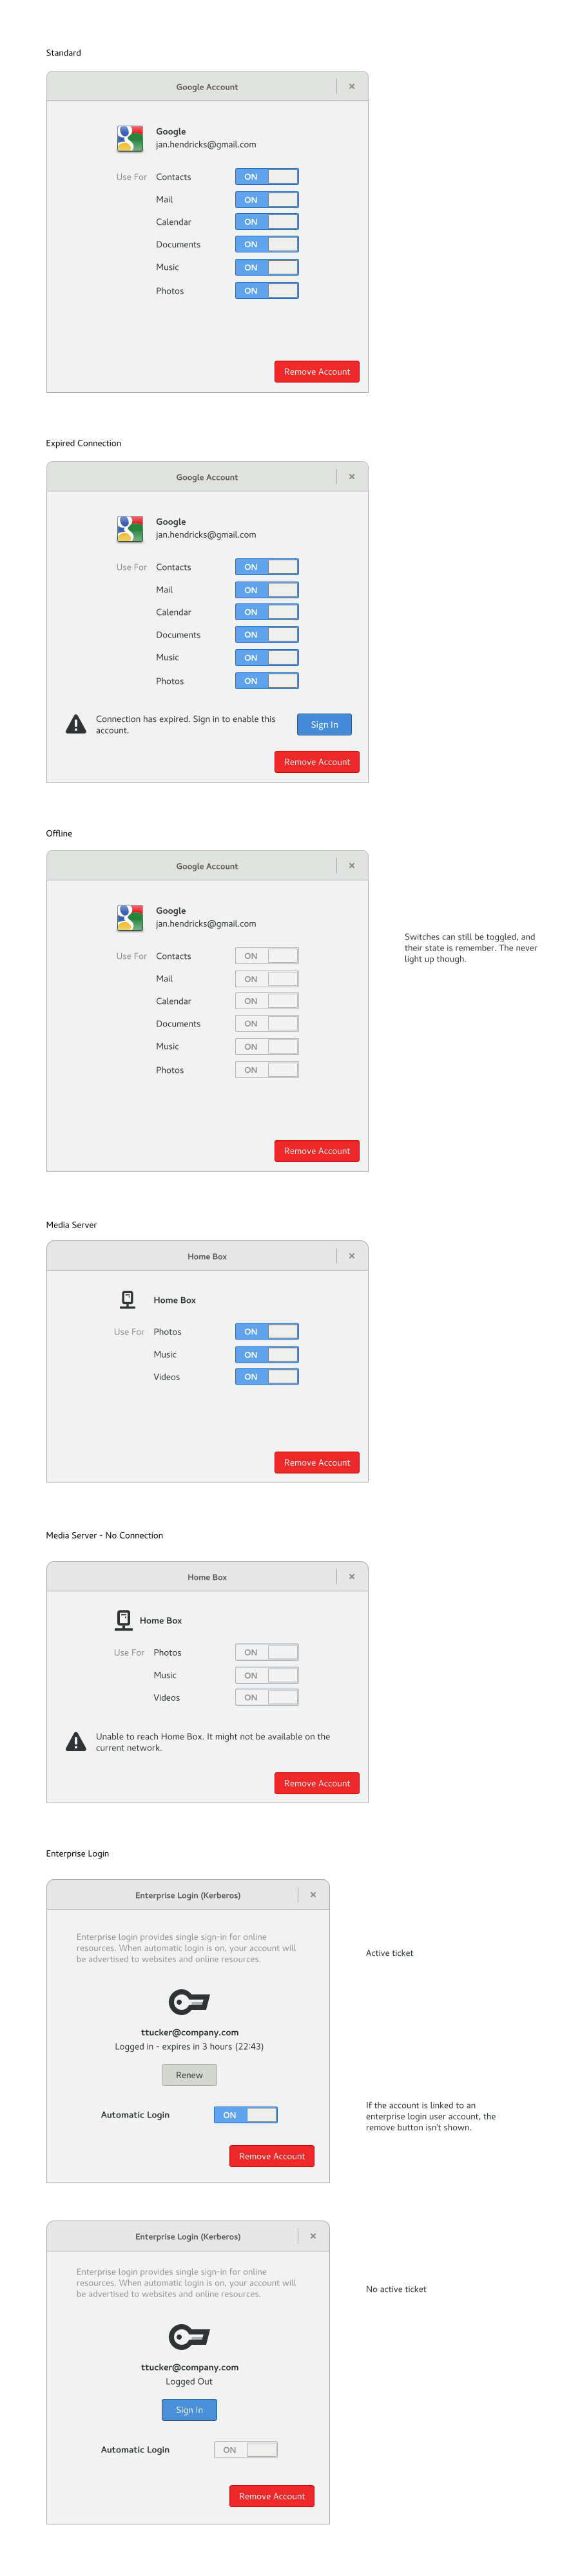 Standard
Google Account
Google
jan.hendricks@gmail.com
Use For Contacts ON
Mail ON
Calendar ON
Documents ON
Music ON
Photos ON
Remove Account
Expired Connection
Google Account
Google
jan.hendricks@gmail.com
Use For Contacts ON
Mail ON
Calendar ON
Documents ON
Music ON
Photos ON
Connection has expired. Sign in to enable this
account.
Sign In
Remove Account
Offline
Google Account
Google
jan.hendricks@gmail.com
Use For Contacts ON
Mail ON
Calendar ON
Documents ON
Music ON
Photos ON
Remove Account
Switches can still be toggled, and
their state is remember. The never
light up though.
Media Server
Home Box
Home Box
Use For Photos ON
Music ON
Videos ON
Remove Account
Media Server - No Connection
Home Box
Home Box
Use For Photos ON
Music ON
Videos ON
Unable to reach Home Box. It might not be available on the
current network.
Remove Account
Enterprise Login
Enterprise Login (Kerberos)
Enterprise login provides single sign-in for online
resources. When automatic login is on, your account will
be advertised to websites and online resources.
Active ticket
ttucker@company.com
Logged in - expires in 3 hours (22:43)
Renew
Automatic Login ON
If the account is linked to an
enterprise login user account, the
remove button isn't shown.
Remove Account
Enterprise Login (Kerberos)
Enterprise login provides single sign-in for online
resources. When automatic login is on, your account will
be advertised to websites and online resources.
No active ticket
ttucker@company.com
Logged Out
Sign In
Automatic Login ON
Remove Account